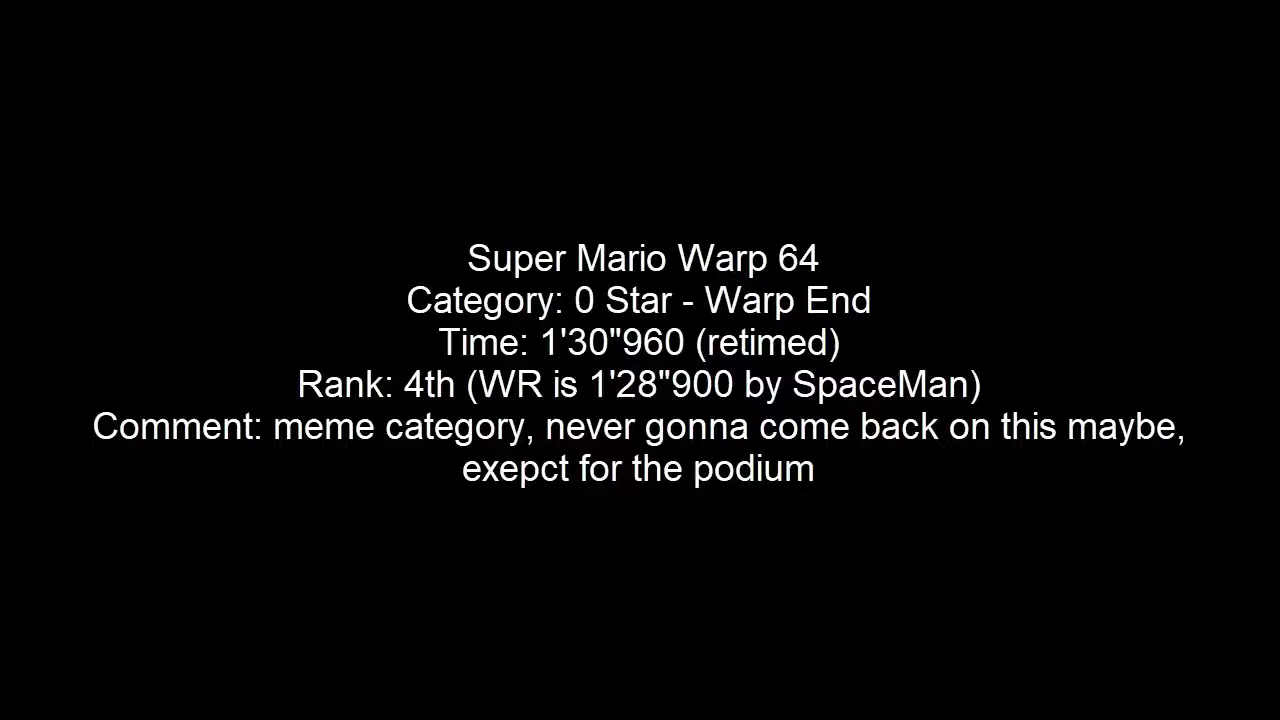 Super Mario Warp 64
Category: 0 Star - Warp End
Time: 1'30"960 (retimed)
Rank: 4th (WR is 1'28"900 by SpaceMan)
Comment: meme category, never gonna come back on this maybe,
exepct for the podium